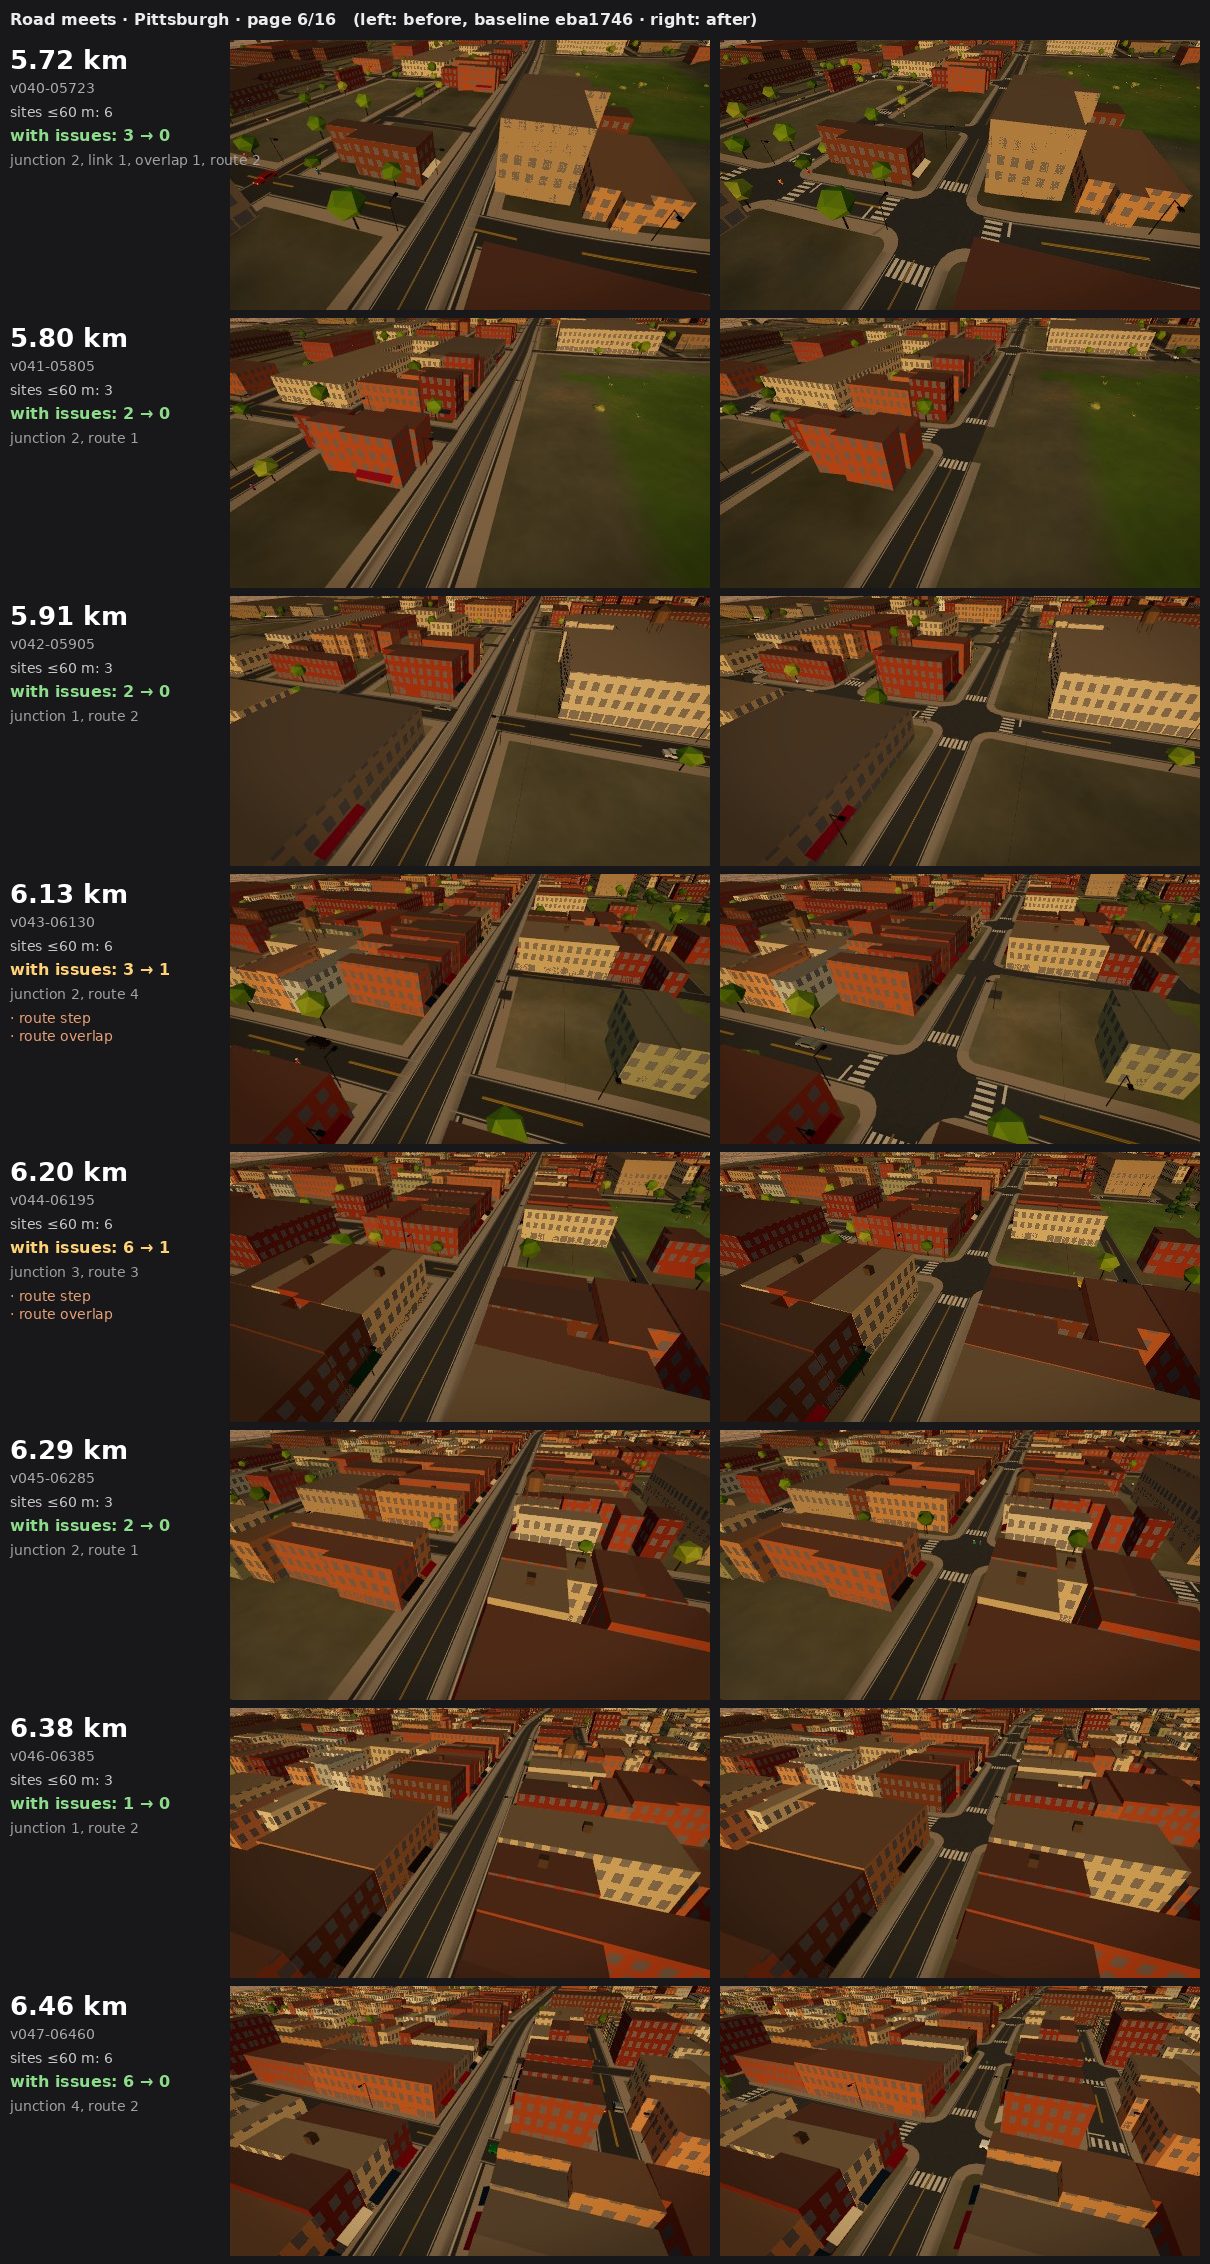 Road meets · Pittsburgh · page 6/16 (left: before, baseline eba1746 · right: after)
5.72 km
v040-05723
sites ≤60 m: 6
with issues: 3 → 0
junction 2, link 1, overlap 1, route 2
5.80 km
v041-05805
sites ≤60 m: 3
with issues: 2 → 0
junction 2, route 1
5.91 km
v042-05905
sites ≤60 m: 3
with issues: 2 → 0
junction 1, route 2
6.13 km
v043-06130
sites ≤60 m: 6
with issues: 3 → 1
junction 2, route 4
· route step
· route overlap
6.20 km
v044-06195
sites ≤60 m: 6
with issues: 6 → 1
junction 3, route 3
· route step
· route overlap
6.29 km
v045-06285
sites ≤60 m: 3
with issues: 2 → 0
junction 2, route 1
6.38 km
v046-06385
sites ≤60 m: 3
with issues: 1 → 0
junction 1, route 2
6.46 km
v047-06460
sites ≤60 m: 6
with issues: 6 → 0
junction 4, route 2